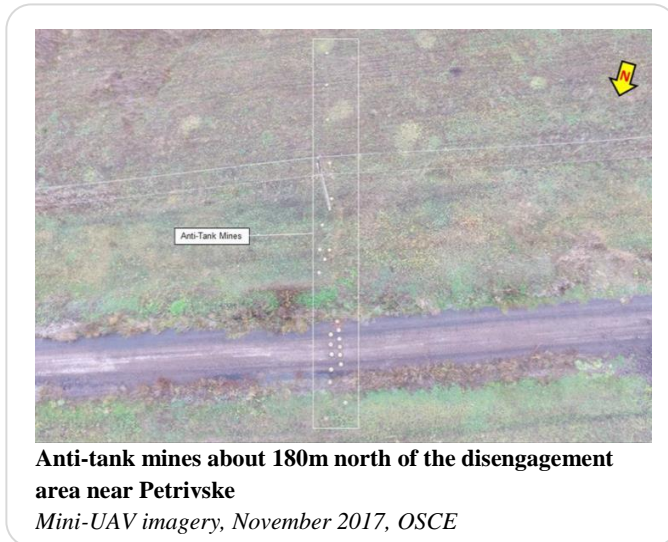 N
Anti-Tank Mines
Anti-tank mines about 180m north of the disengagement
area near Petrivske
Mini-UAV imagery, November 2017, OSCE